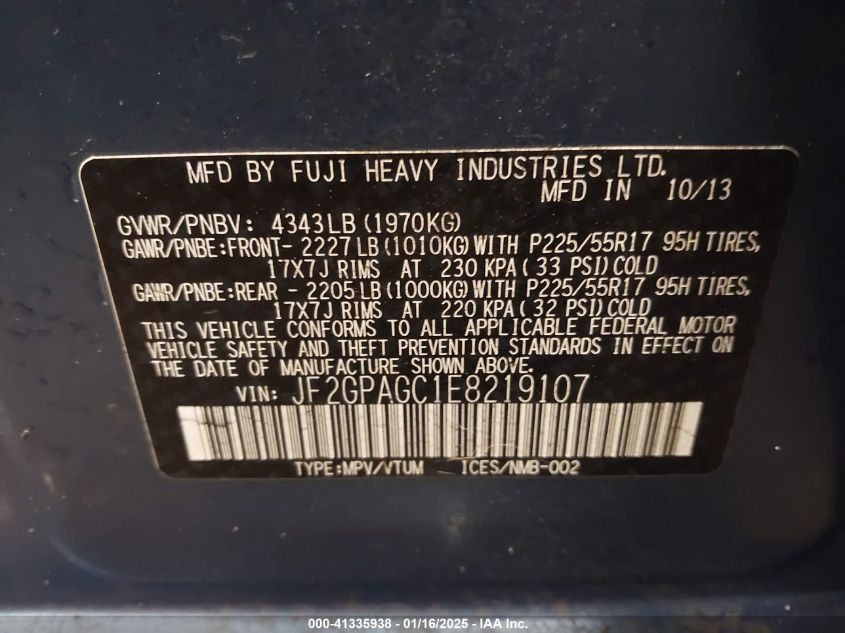 MFD BY FUJI HEAVY INDUSTRIES LTD.
MFD IN 10/13
GVWR/PNBV: 4343LB (1970KG)
GAWR/PNBE:FRONT- 2227 LB (1010KG) WITH P225/55R17 95H TIRES,
17X7J RIMS AT 230 KPA ( 33 PSI) COLD
GAWR/PNBE:REAR - 2205 LB (1000KG) WITH P225/55R17 95H TIRES,
17X7J RIMS AT 220 KPA ( 32 PSI) COLD
THIS VEHICLE CONFORMS TO ALL APPLICABLE FEDERAL MOTOR
VEHICLE SAFETY AND THEFT PREVENTION STANDARDS IN EFFECT ON
THE DATE OF MANUFACTURE SHOWN ABOVE.
VIN: JF2GPAGC1E8219107
TYPE:MPV/VTUM ICES/NMB-002
000-41335938 - 01/16/2025 - IAA Inc.